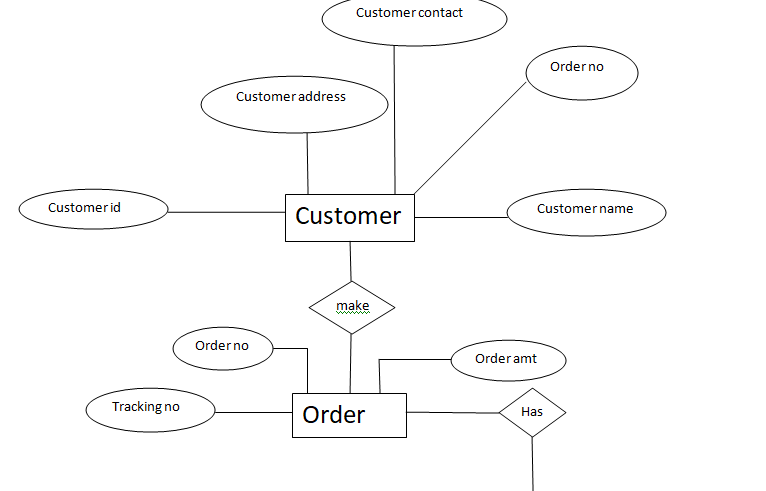 Customer contact
Order no
Customer address
Customer id
Customer name
Customer
make
Order no
Order amt
Tracking no
Order
Has